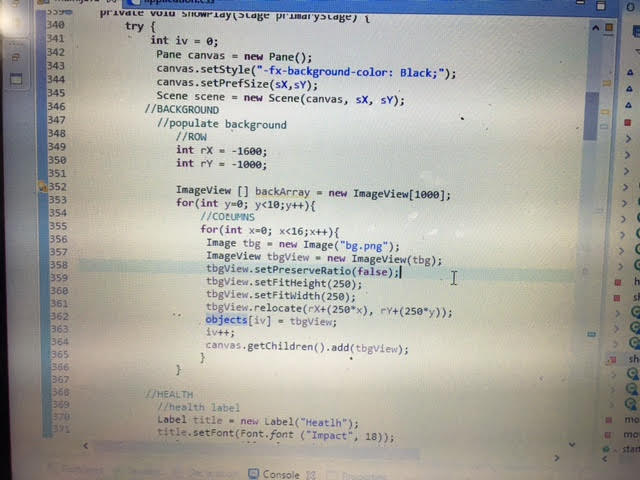 application.css
339 private void showPlay(Stage primaryStage) {
340 try {
341 int iv = 0;
342 Pane canvas = new Pane();
343 canvas.setStyle("-fx-background-color: Black;");
344 canvas.setPrefSize(sX,sY);
345 Scene scene = new Scene(canvas, sX, sY);
346 //BACKGROUND
347 //populate background
348 //ROW
349 int rX = -1600;
350 int rY = -1000;
351
352 ImageView [] backArray = new ImageView[1000];
353 for(int y=0; y<10;y++){
354 //COLUMNS
355 for(int x=0; x<16;x++){
356 Image tbg = new Image("bg.png");
357 ImageView tbgView = new ImageView(tbg);
358 tbgView.setPreserveRatio(false);
359 tbgView.setFitHeight(250);
360 tbgView.setFitWidth(250);
361 tbgView.relocate(rX+(250*x), rY+(250*y));
362 objects[iv] = tbgView;
363 iv++;
364 canvas.getChildren().add(tbgView);
365 }
366 }
367
368 //HEALTH
369 //health label
370 Label title = new Label("Heatlh");
371 title.setFont(Font.font ("Impact", 18));
Console